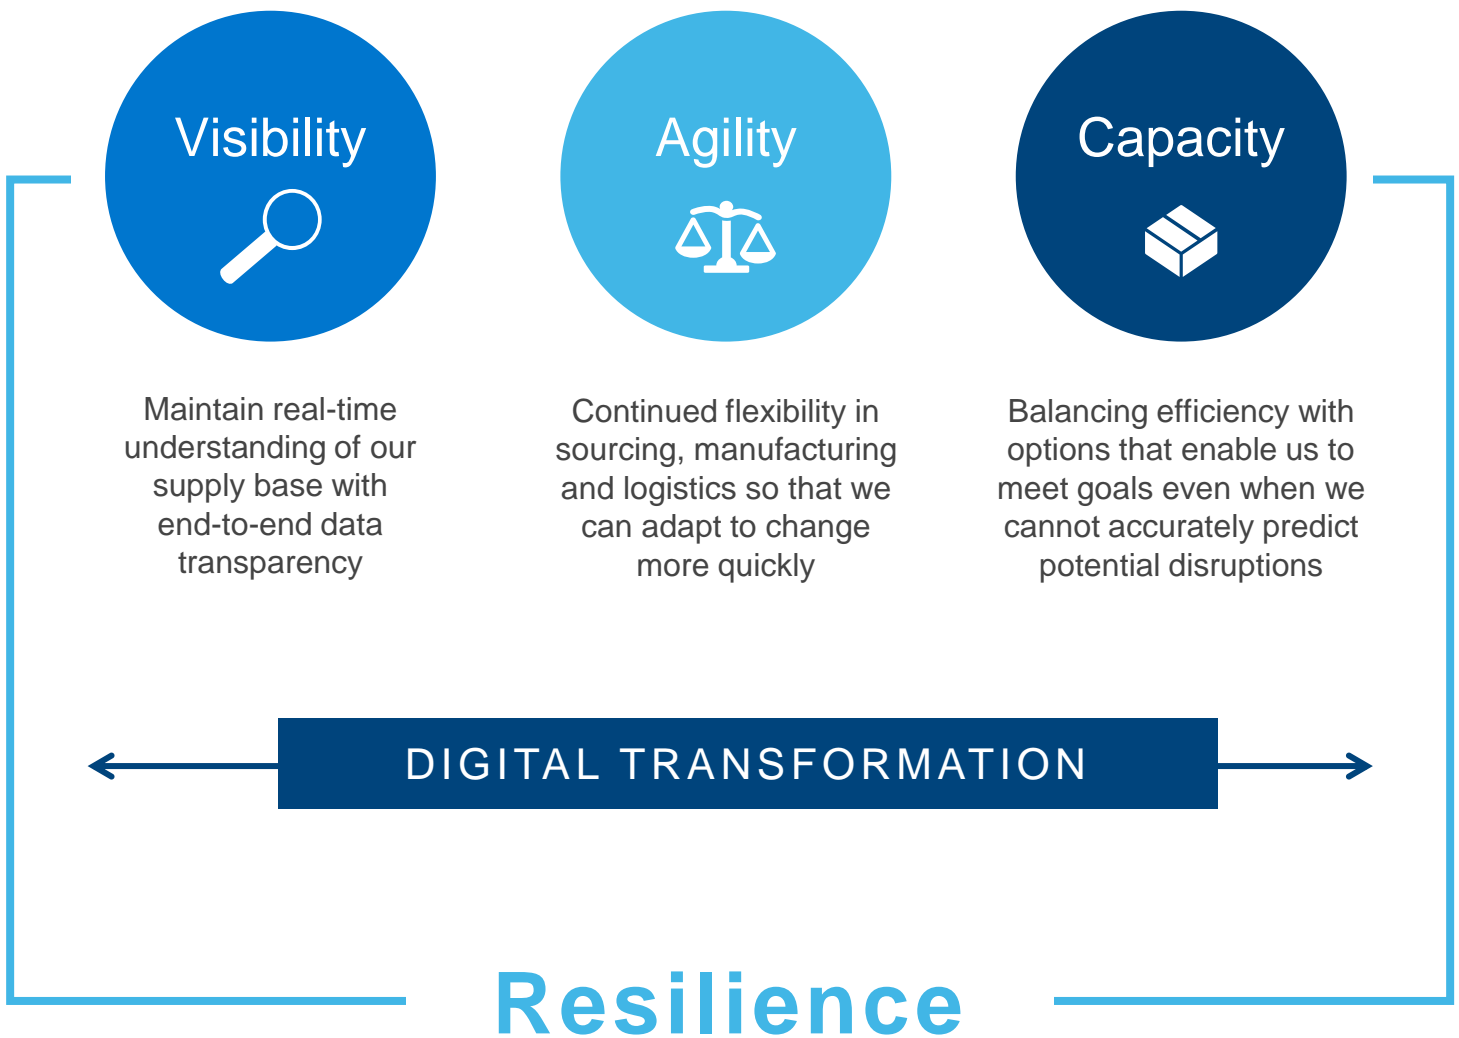 Visibility
Agility
Capacity
Maintain real-time
understanding of our
supply base with
end-to-end data
transparency
Continued flexibility in
sourcing, manufacturing
and logistics so that we
can adapt to change
more quickly
Balancing efficiency with
options that enable us to
meet goals even when we
cannot accurately predict
potential disruptions
DIGITAL TRANSFORMATION
Resilience